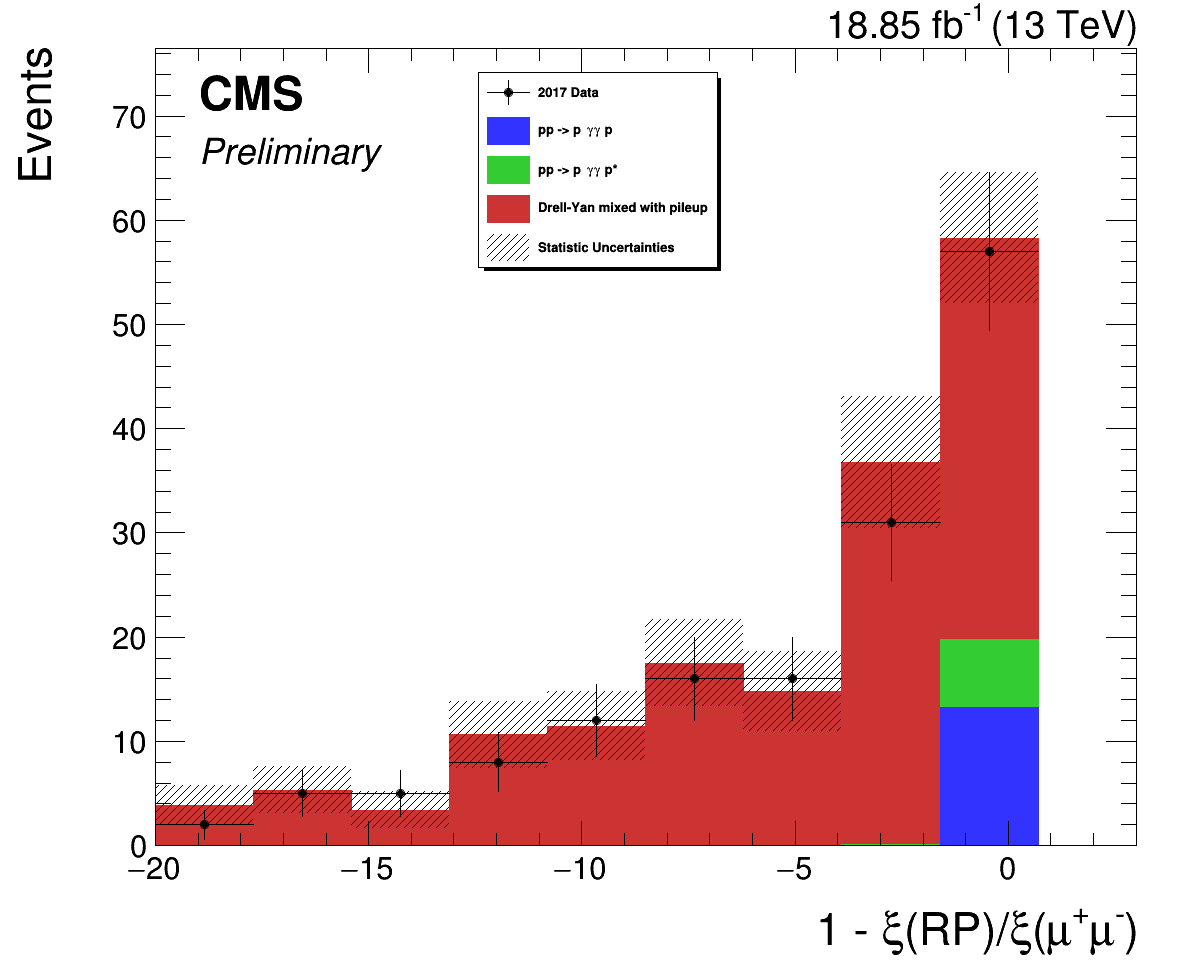 18.85 fb⁻¹ (13 TeV)
Events
CMS
Preliminary
2017 Data
pp -> p γγ p
pp -> p γγ p*
Drell-Yan mixed with pileup
Statistic Uncertainties
70
60
50
40
30
20
10
0
−20 −15 −10 −5 0
1 - ξ(RP)/ξ(μ⁺μ⁻)